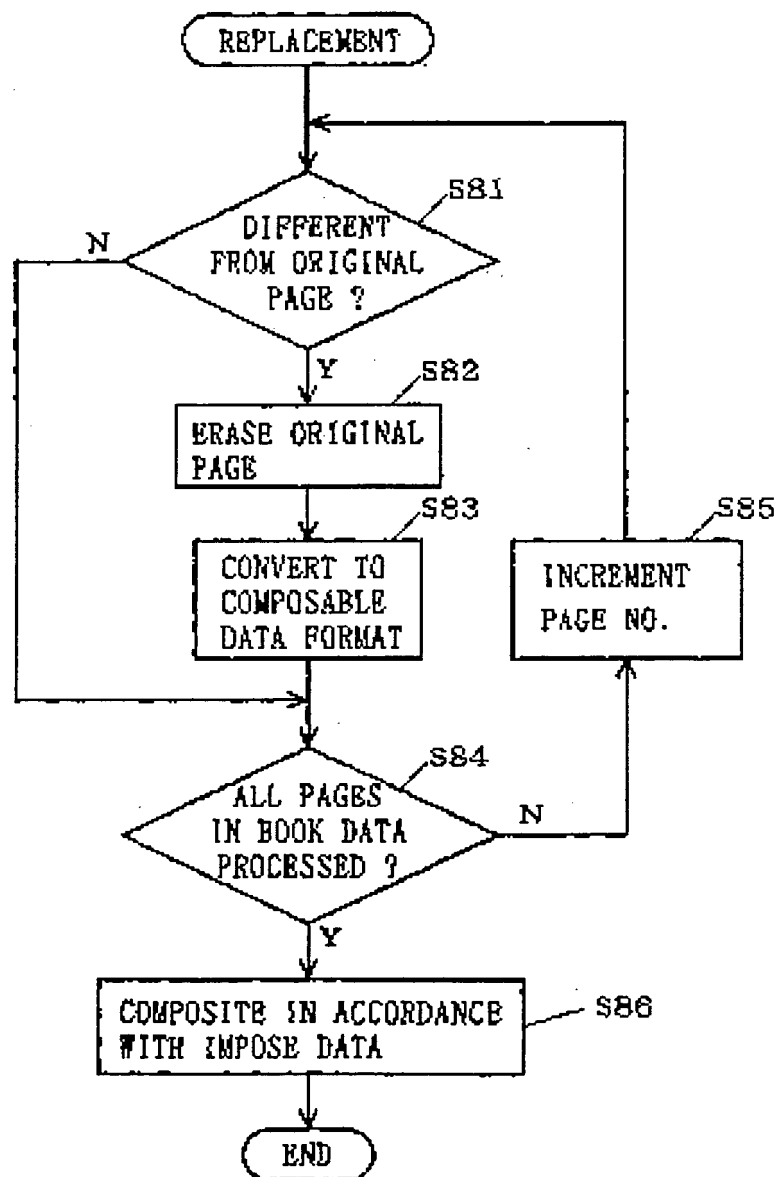 REPLACEMENT
S81
DIFFERENT
FROM ORIGINAL
PAGE ?
N
Y
S82
ERASE ORIGINAL
PAGE
S83
CONVERT TO
COMPOSABLE
DATA FORMAT
S85
INCREMENT
PAGE NO.
S84
ALL PAGES
IN BOOK DATA
PROCESSED ?
N
Y
S86
COMPOSITE IN ACCORDANCE
WITH IMPOSE DATA
END